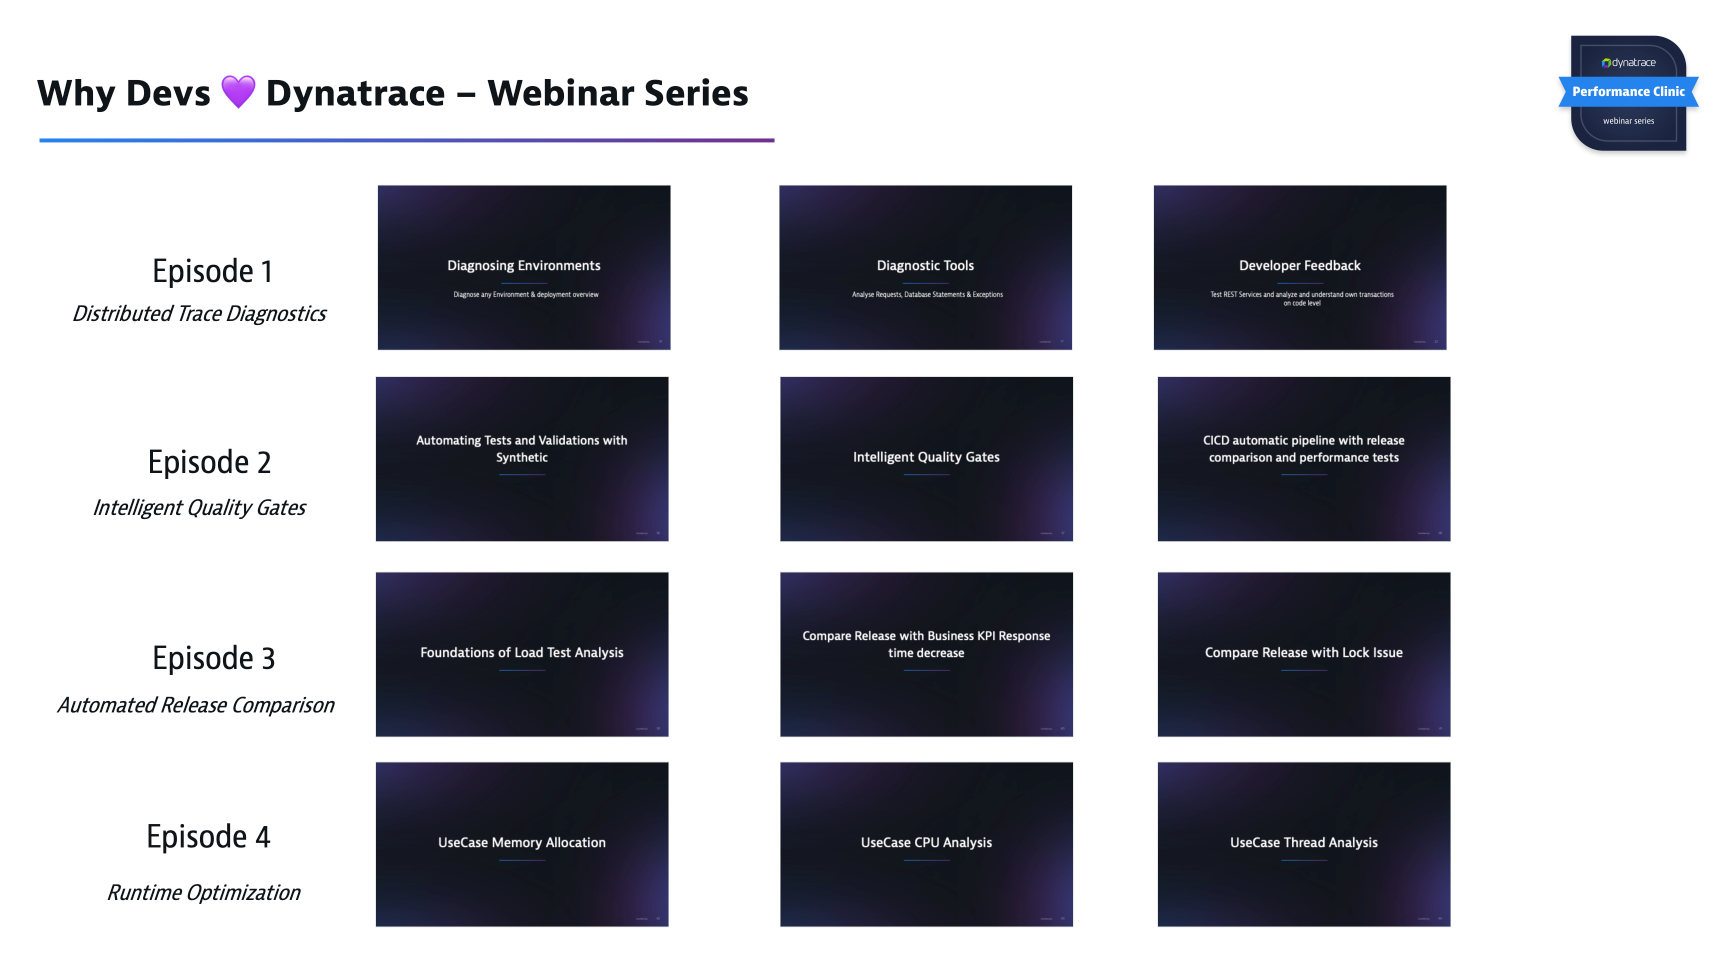 Why Devs 💜 Dynatrace – Webinar Series
dynatrace
Performance Clinic
webinar series
Episode 1
Distributed Trace Diagnostics
Diagnosing Environments
Diagnose any Environment & deployment overview
Diagnostic Tools
Analyse Requests, Database Statements & Exceptions
Developer Feedback
Test REST Services and analyze and understand own transactions
on code level
Episode 2
Intelligent Quality Gates
Automating Tests and Validations with
Synthetic
Intelligent Quality Gates
CICD automatic pipeline with release
comparison and performance tests
Episode 3
Automated Release Comparison
Foundations of Load Test Analysis
Compare Release with Business KPI Response
time decrease
Compare Release with Lock Issue
Episode 4
Runtime Optimization
UseCase Memory Allocation
UseCase CPU Analysis
UseCase Thread Analysis